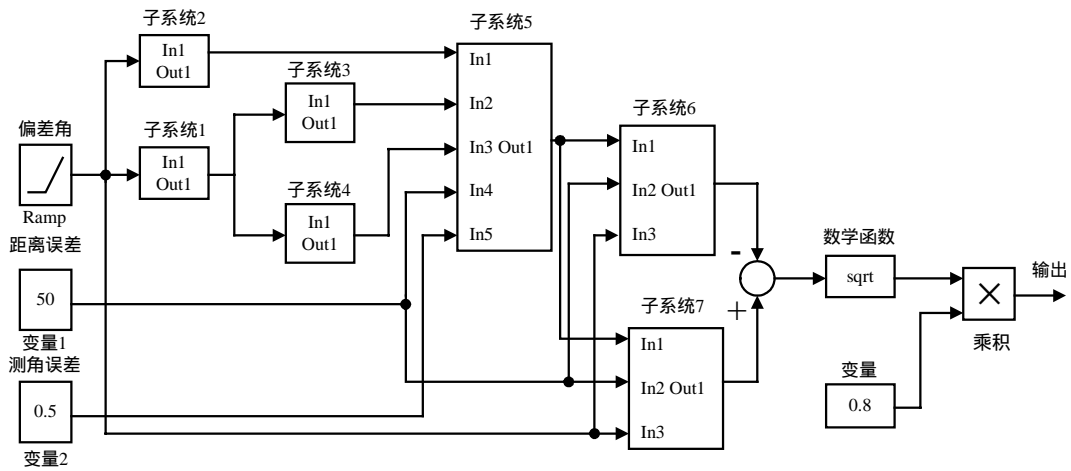 子系统2
In1
Out1
子系统5
In1
In2
In3 Out1
In4
In5
子系统3
In1
Out1
子系统6
In1
In2 Out1
In3
偏差角
Ramp
子系统1
In1
Out1
子系统4
In1
Out1
距离误差
50
变量1
测角误差
0.5
变量2
子系统7
In1
In2 Out1
In3
-
+
数学函数
sqrt
×
乘积
输出
变量
0.8